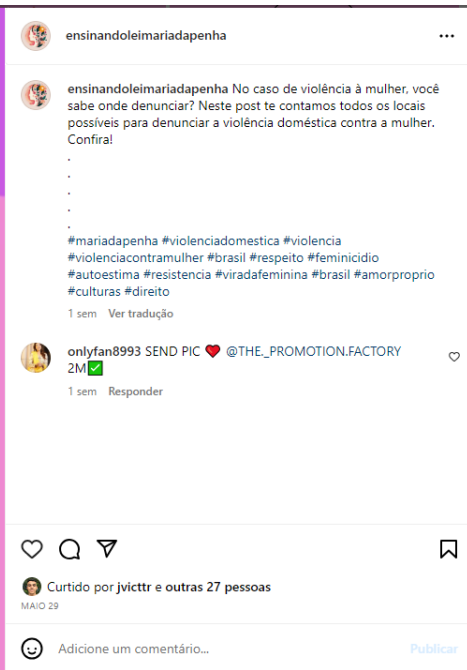 ensinandoleimariadapenha
ensinandoleimariadapenha No caso de violência à mulher, você
sabe onde denunciar? Neste post te contamos todos os locais
possíveis para denunciar a violência doméstica contra a mulher.
Confira!
.
.
.
.
.
#mariadapenha #violenciadomestica #violencia
#violenciacontramulher #brasil #respeito #feminicidio
#autoestima #resistencia #viradafeminina #brasil #amorproprio
#culturas #direito
1 sem Ver tradução
onlyfan8993 SEND PIC ❤️ @THE._PROMOTION.FACTORY
2M✅
1 sem Responder
Curtido por jvicttr e outras 27 pessoas
MAIO 29
Adicione um comentário...
Publicar